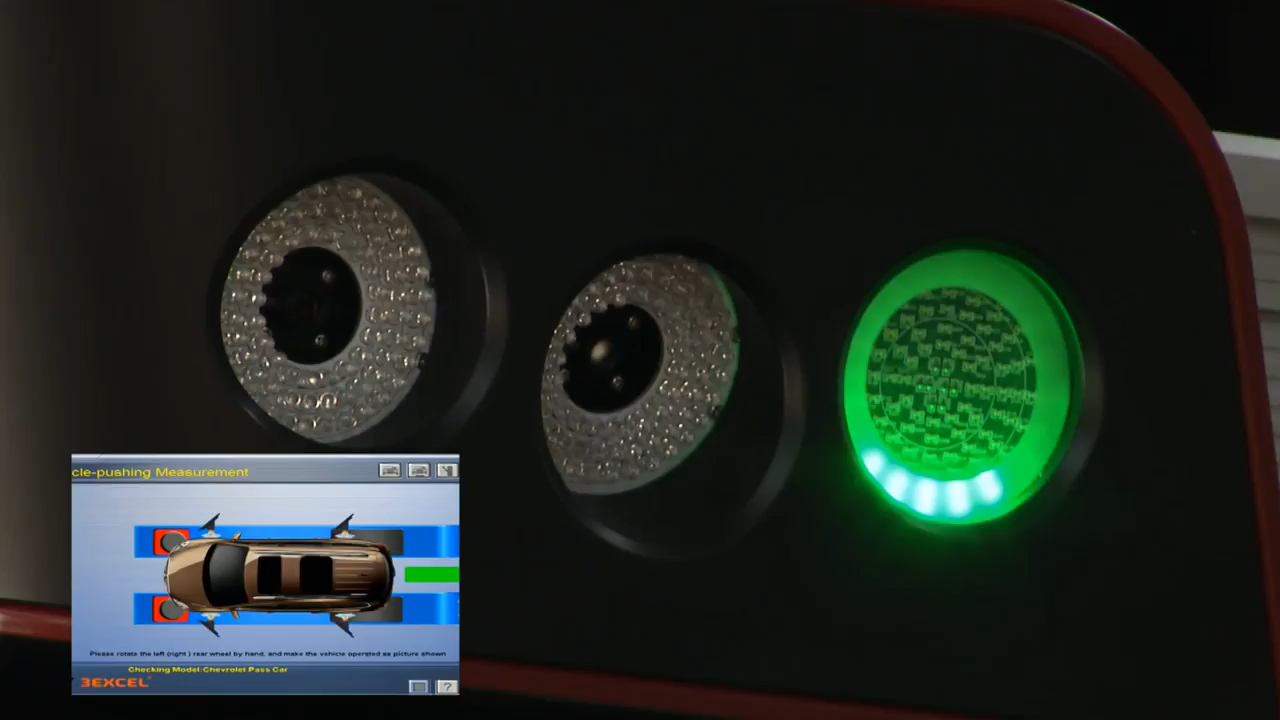 cle-pushing Measurement
Please rotate the left (right ) rear wheel by hand, and make the vehicle operated as picture shown
Checking Model:Chevrolet Pass Car
3EXCEL
?